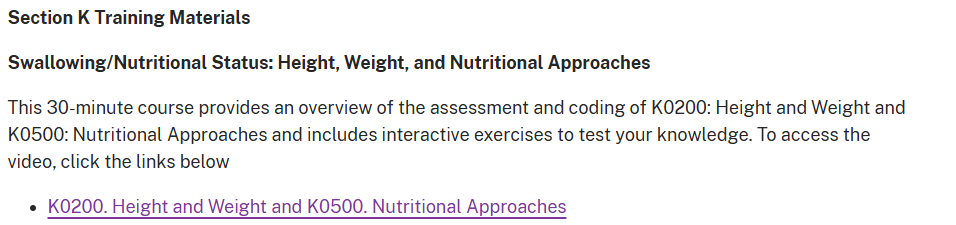 Section K Training Materials
Swallowing/Nutritional Status: Height, Weight, and Nutritional Approaches
This 30-minute course provides an overview of the assessment and coding of K0200: Height and Weight and
K0500: Nutritional Approaches and includes interactive exercises to test your knowledge. To access the
video, click the links below
• K0200. Height and Weight and K0500. Nutritional Approaches